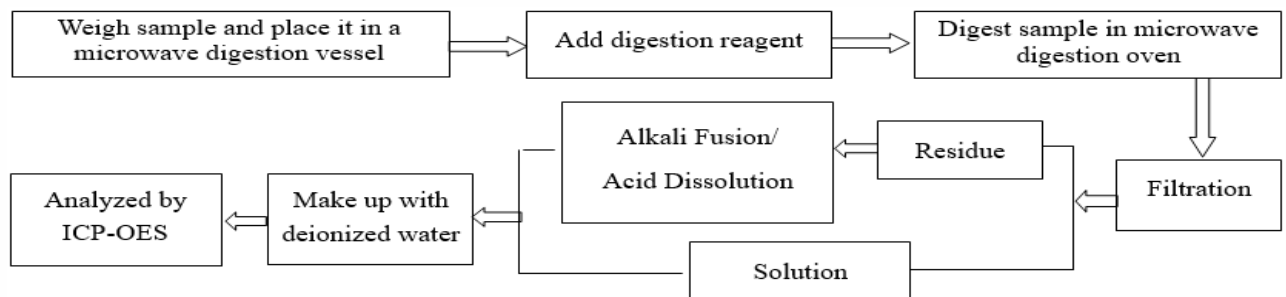 Weigh sample and place it in a
microwave digestion vessel
Add digestion reagent
Digest sample in microwave
digestion oven
Filtration
Residue
Alkali Fusion/
Acid Dissolution
Solution
Make up with
deionized water
Analyzed by
ICP-OES